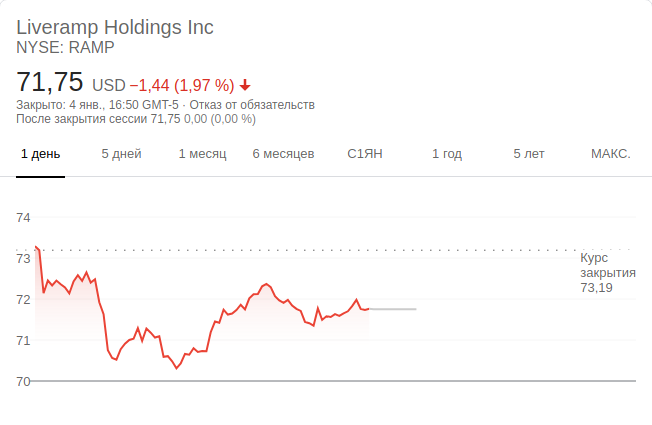 Liveramp Holdings Inc
NYSE: RAMP
71,75 USD −1,44 (1,97 %)
Закрыто: 4 янв., 16:50 GMT-5 · Отказ от обязательств
После закрытия сессии 71,75 0,00 (0,00 %)
1 день 5 дней 1 месяц 6 месяцев С1ЯН 1 год 5 лет МАКС.
74
73
72
71
70
Курс
закрытия
73,19